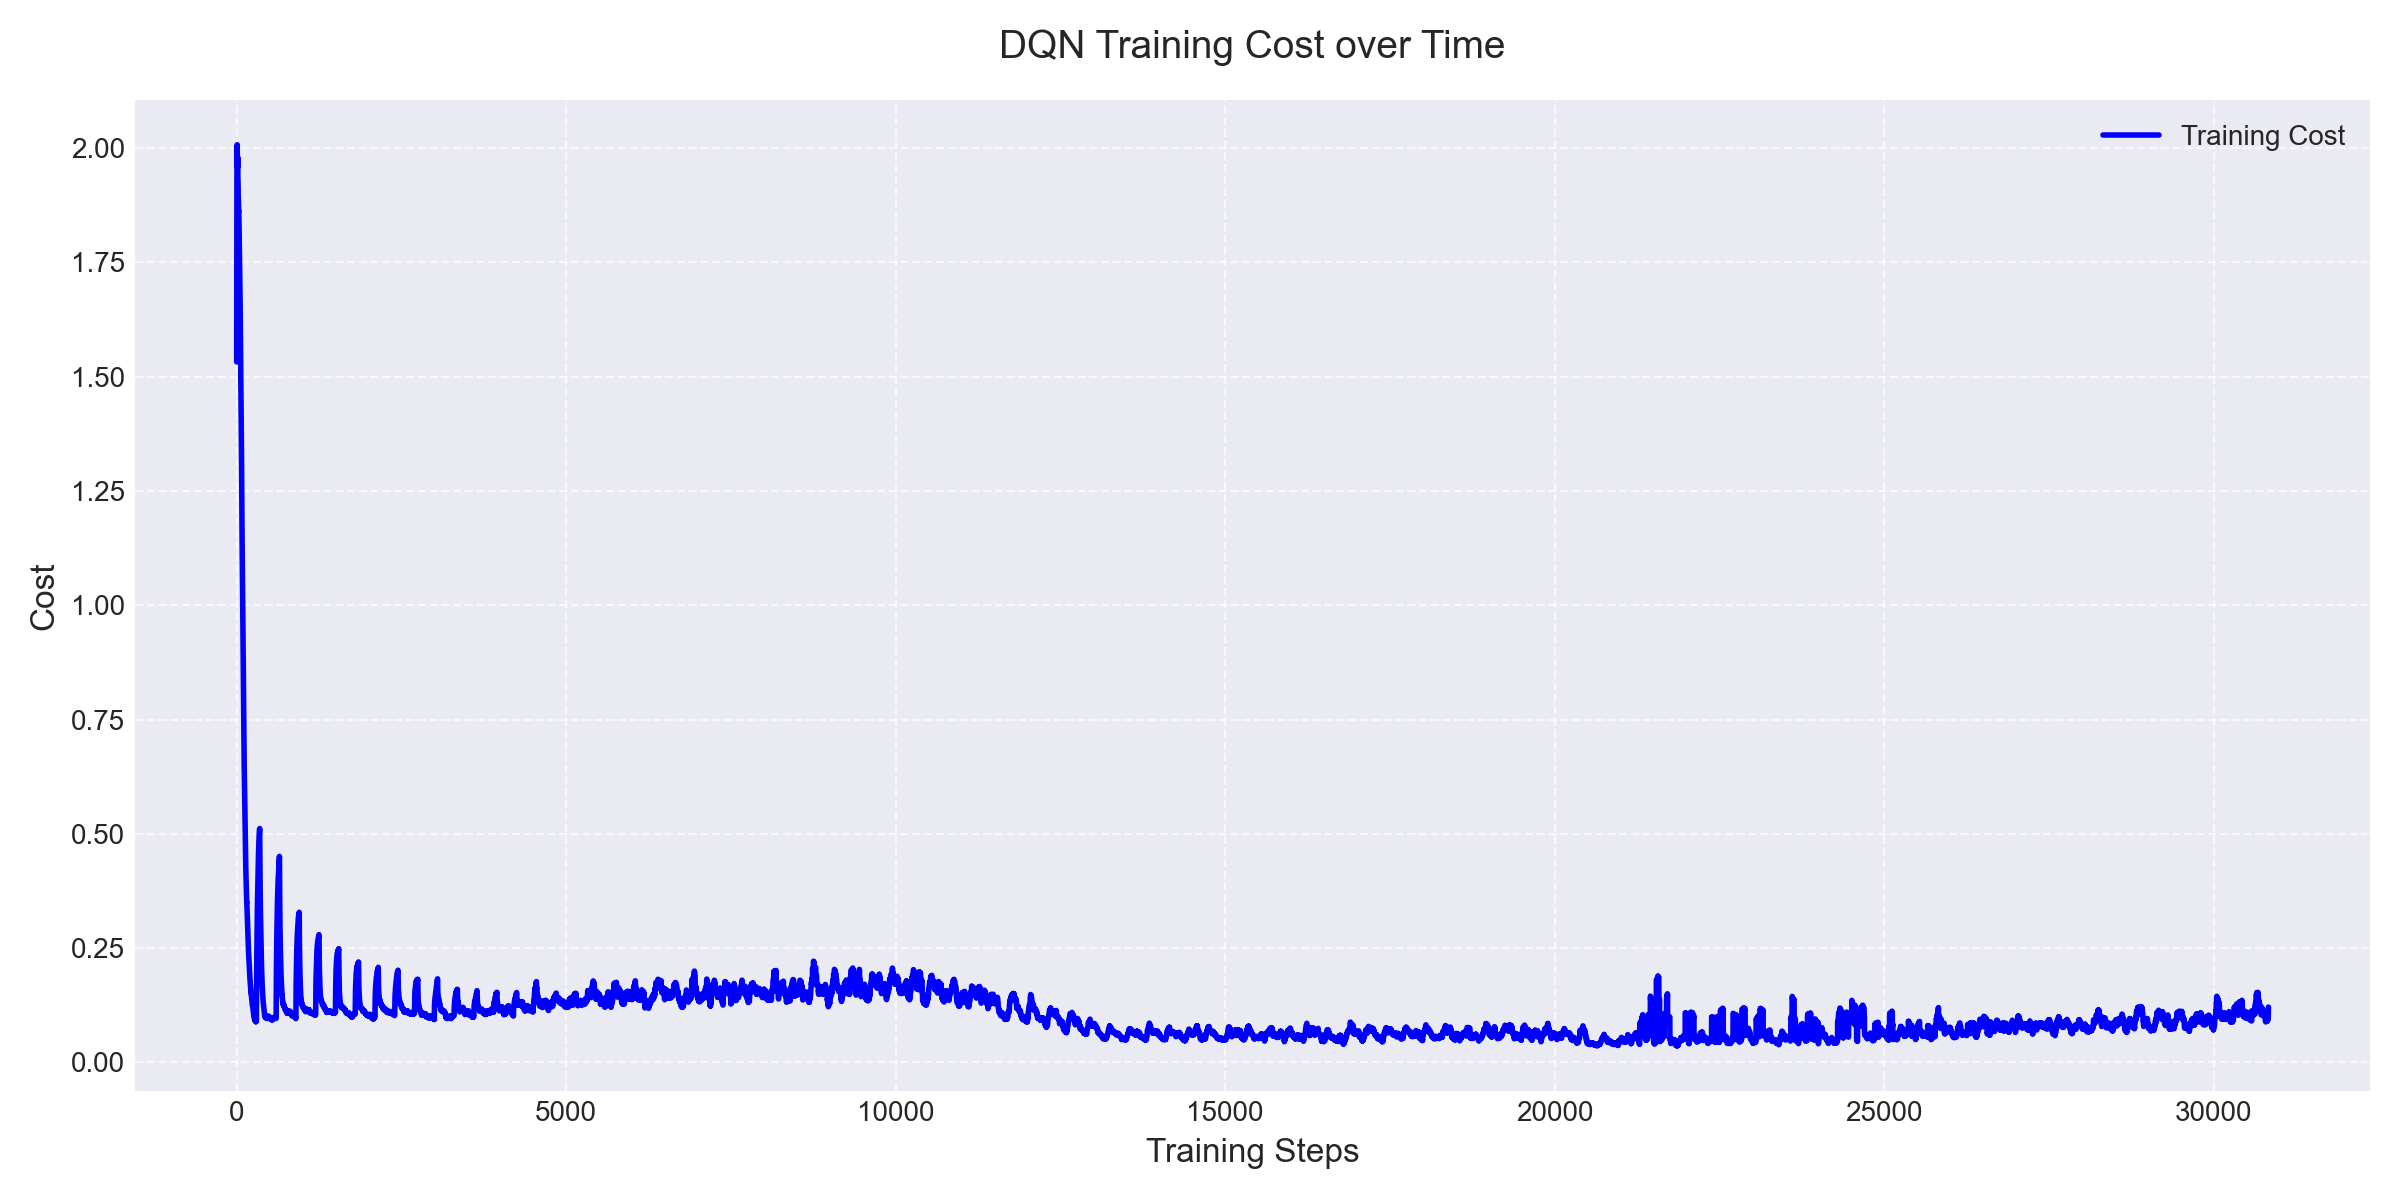 DQN Training Cost over Time
Training Cost
2.00
1.75
1.50
1.25
1.00
0.75
0.50
0.25
0.00
Cost
0 5000 10000 15000 20000 25000 30000
Training Steps